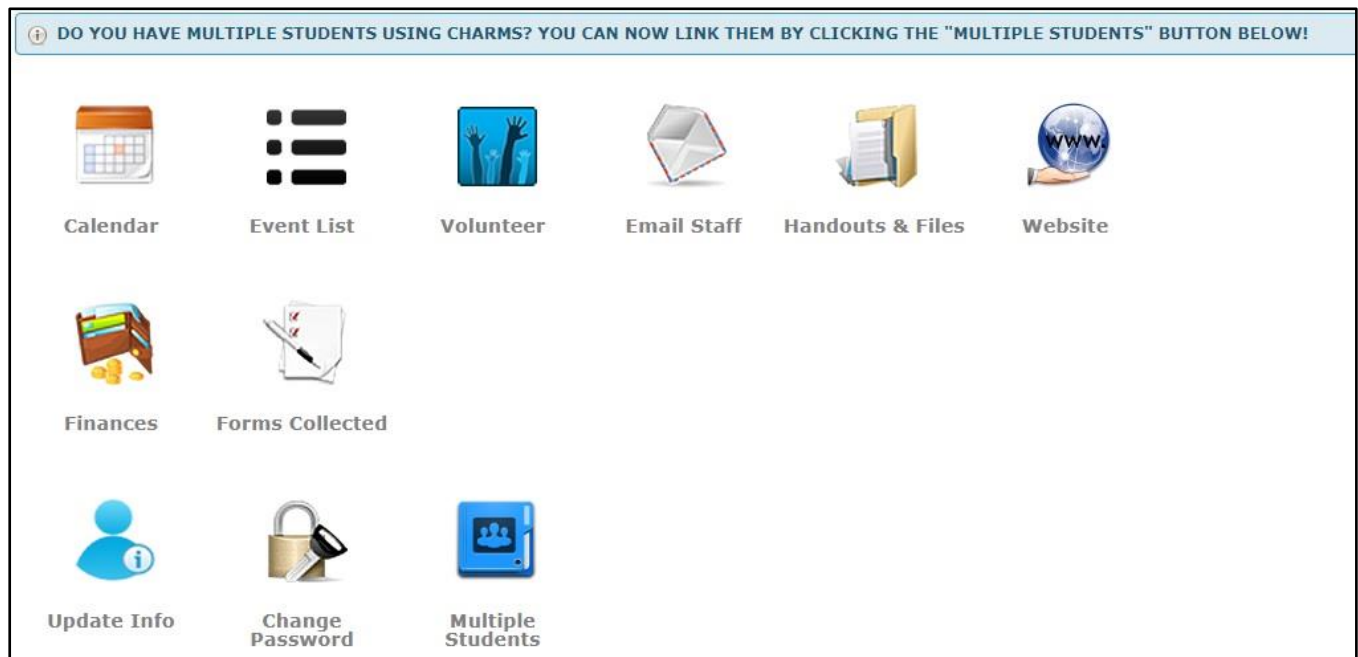 DO YOU HAVE MULTIPLE STUDENTS USING CHARMS? YOU CAN NOW LINK THEM BY CLICKING THE "MULTIPLE STUDENTS" BUTTON BELOW!
www.
Calendar
Event List
Volunteer
Email Staff
Handouts & Files
Website
Finances
Forms Collected
Update Info
Change
Password
Multiple
Students